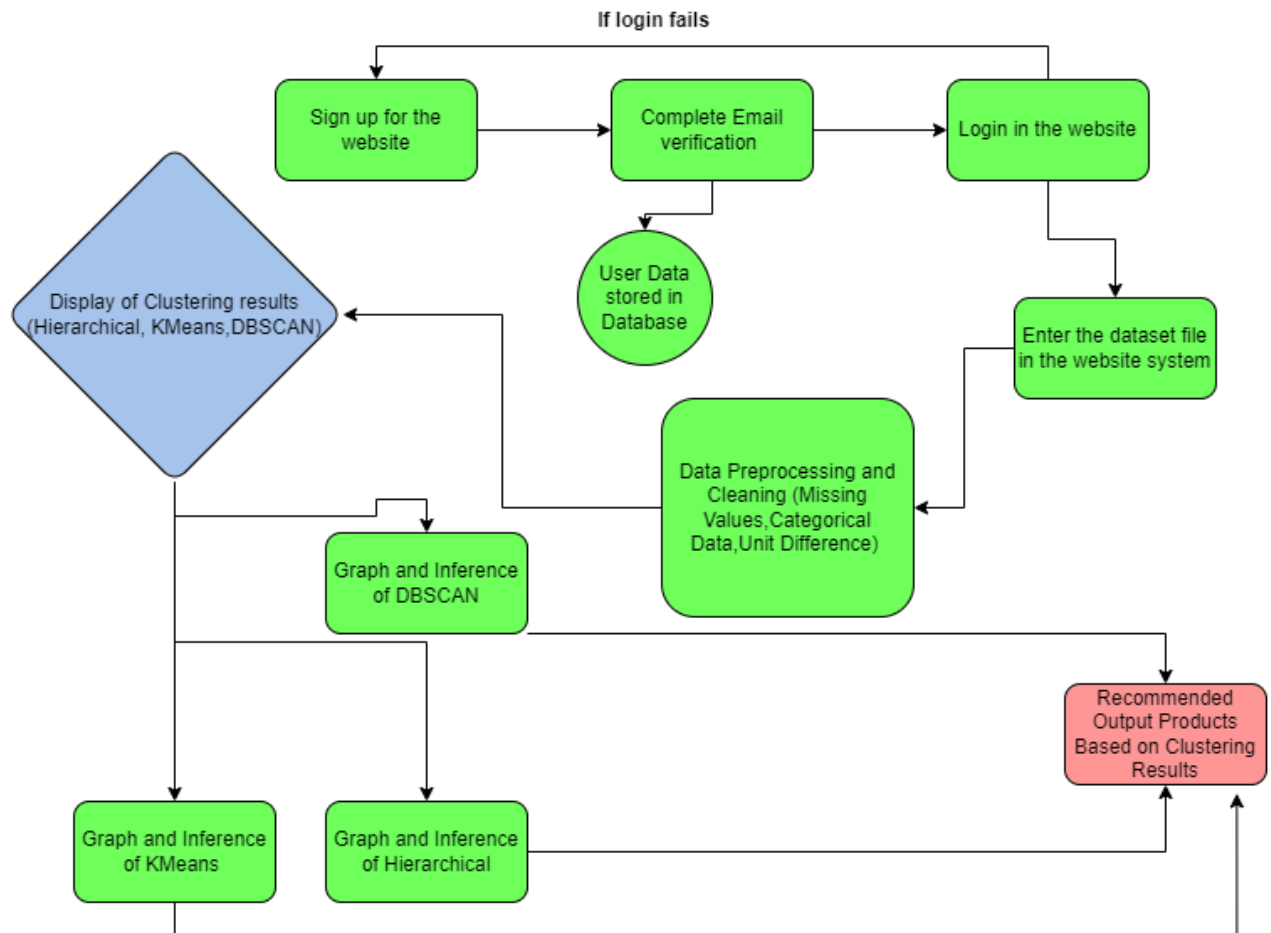 If login fails
Sign up for the
website
Complete Email
verification
Login in the website
User Data
stored in
Database
Display of Clustering results
(Hierarchical, KMeans,DBSCAN)
Enter the dataset file
in the website system
Data Preprocessing and
Cleaning (Missing
Values,Categorical
Data,Unit Difference)
Graph and Inference
of DBSCAN
Recommended
Output Products
Based on Clustering
Results
Graph and Inference
of KMeans
Graph and Inference
of Hierarchical